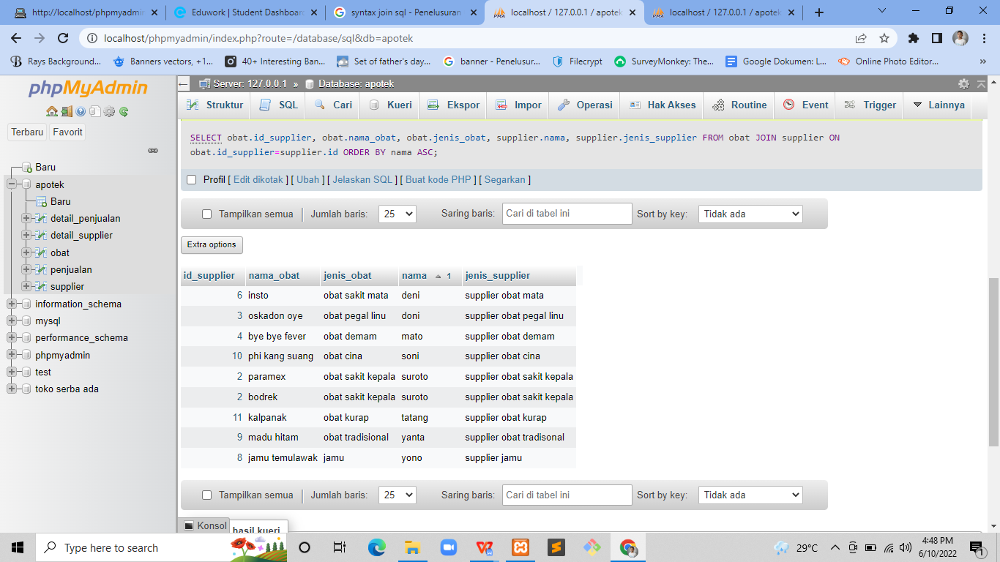 http://localhost/phpmyadmin
Eduwork | Student Dashboard
syntax join sql - Penelusuran
localhost / 127.0.0.1 / apotek
localhost / 127.0.0.1 / apotek
localhost/phpmyadmin/index.php?route=/database/sql&db=apotek
Rays Background...
Banners vectors, +1...
40+ Interesting Ban...
Set of father's day...
banner - Penelusur...
Filecrypt
SurveyMonkey: The...
Google Dokumen: L...
Online Photo Editor...
phpMyAdmin
Terbaru Favorit
Baru
apotek
Baru
detail_penjualan
detail_supplier
obat
penjualan
supplier
information_schema
mysql
performance_schema
phpmyadmin
test
toko serba ada
Server: 127.0.0.1 » Database: apotek
Struktur SQL Cari Kueri Ekspor Impor Operasi Hak Akses Routine Event Trigger Lainnya
SELECT obat.id_supplier, obat.nama_obat, obat.jenis_obat, supplier.nama, supplier.jenis_supplier FROM obat JOIN supplier ON
obat.id_supplier=supplier.id ORDER BY nama ASC;
Profil [ Edit dikotak ] [ Ubah ] [ Jelaskan SQL ] [ Buat kode PHP ] [ Segarkan ]
Tampilkan semua | Jumlah baris: 25 Saring baris: Cari di tabel ini Sort by key: Tidak ada
Extra options
id_supplier nama_obat jenis_obat nama 1 jenis_supplier
6 insto obat sakit mata deni supplier obat mata
3 oskadon oye obat pegal linu doni supplier obat pegal linu
4 bye bye fever obat demam mato supplier obat demam
10 phi kang suang obat cina soni supplier obat cina
2 paramex obat sakit kepala suroto supplier obat sakit kepala
2 bodrek obat sakit kepala suroto supplier obat sakit kepala
11 kalpanak obat kurap tatang supplier obat kurap
9 madu hitam obat tradisional yanta supplier obat tradisonal
8 jamu temulawak jamu yono supplier jamu
Tampilkan semua | Jumlah baris: 25 Saring baris: Cari di tabel ini Sort by key: Tidak ada
Konsol
hasil kueri
Type here to search
29°C
4:48 PM
6/10/2022
1